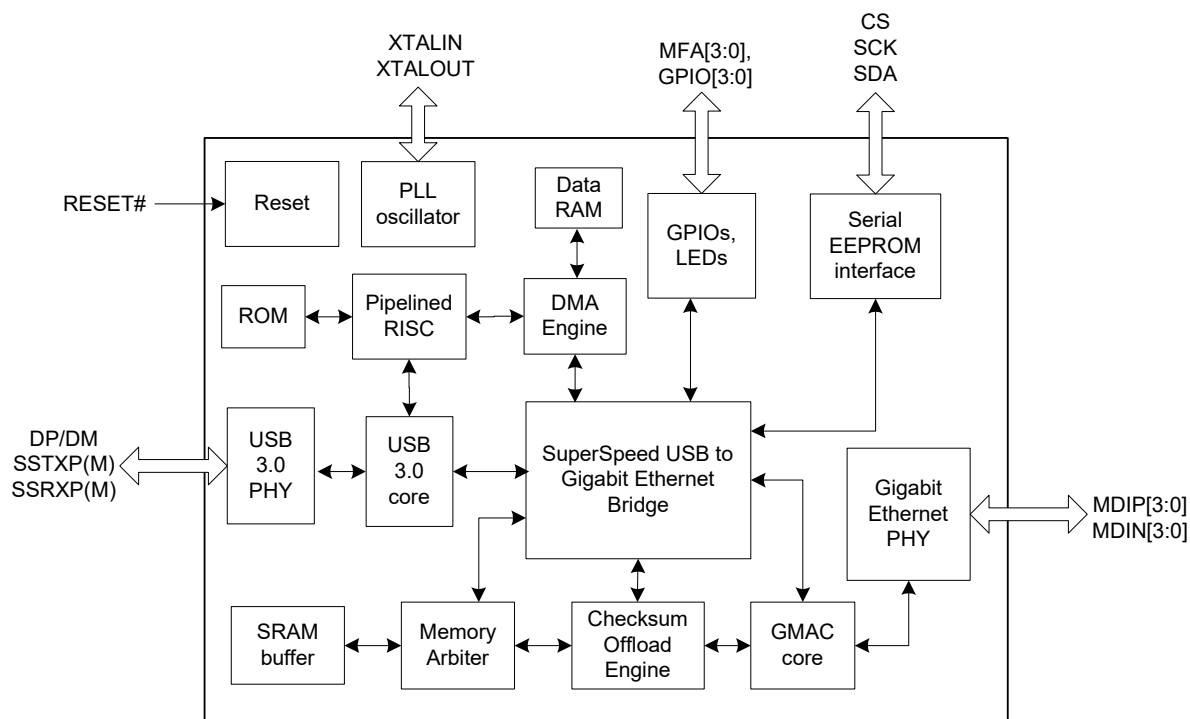 XTALIN
XTALOUT
MFA[3:0],
GPIO[3:0]
CS
SCK
SDA
RESET#
Reset
PLL
oscillator
Data
RAM
GPIOs,
LEDs
Serial
EEPROM
interface
ROM
Pipelined
RISC
DMA
Engine
DP/DM
SSTXP(M)
SSRXP(M)
USB
3.0
PHY
USB
3.0
core
SuperSpeed USB to
Gigabit Ethernet
Bridge
Gigabit
Ethernet
PHY
MDIP[3:0]
MDIN[3:0]
SRAM
buffer
Memory
Arbiter
Checksum
Offload
Engine
GMAC
core